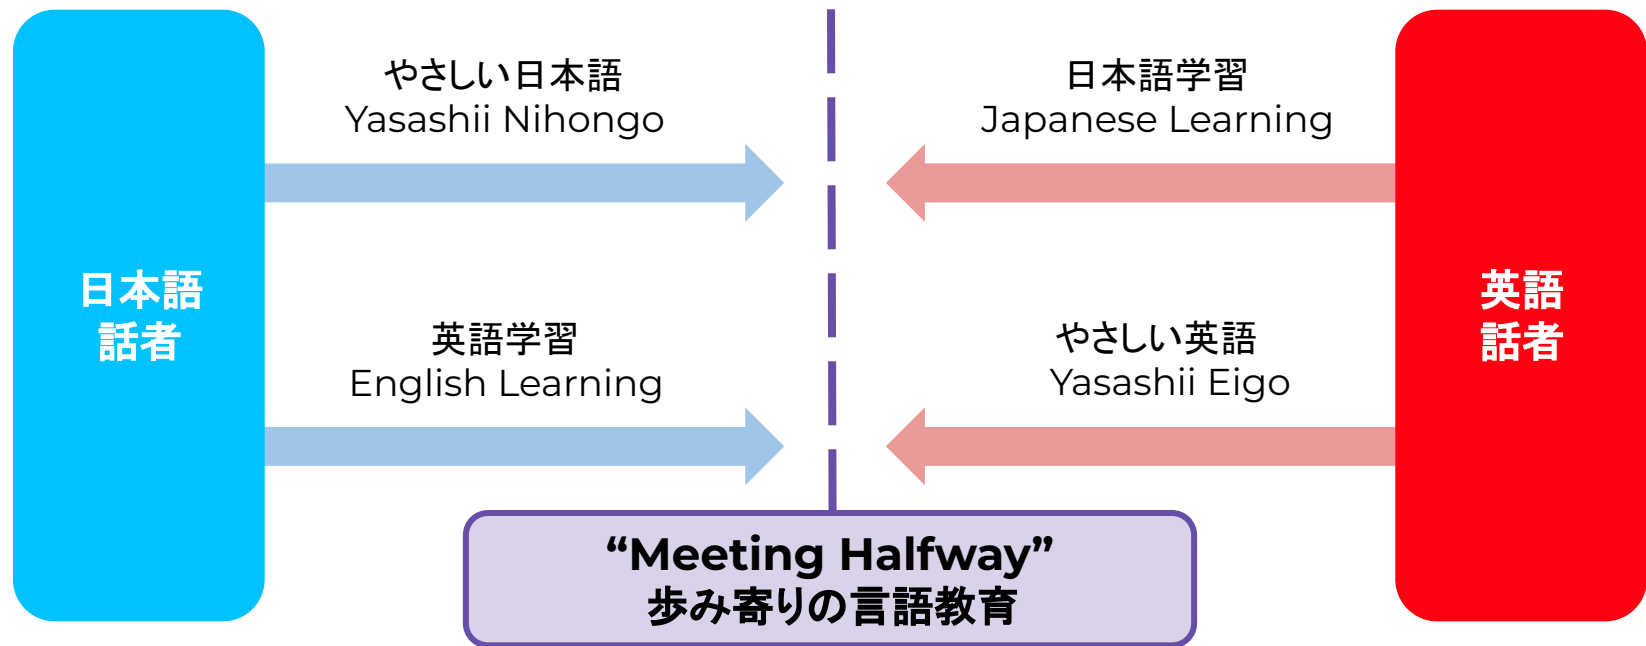 やさしい日本語
Yasashii Nihongo
日本語学習
Japanese Learning
日本語
話者
英語
話者
英語学習
English Learning
やさしい英語
Yasashii Eigo
“Meeting Halfway”
歩み寄りの言語教育